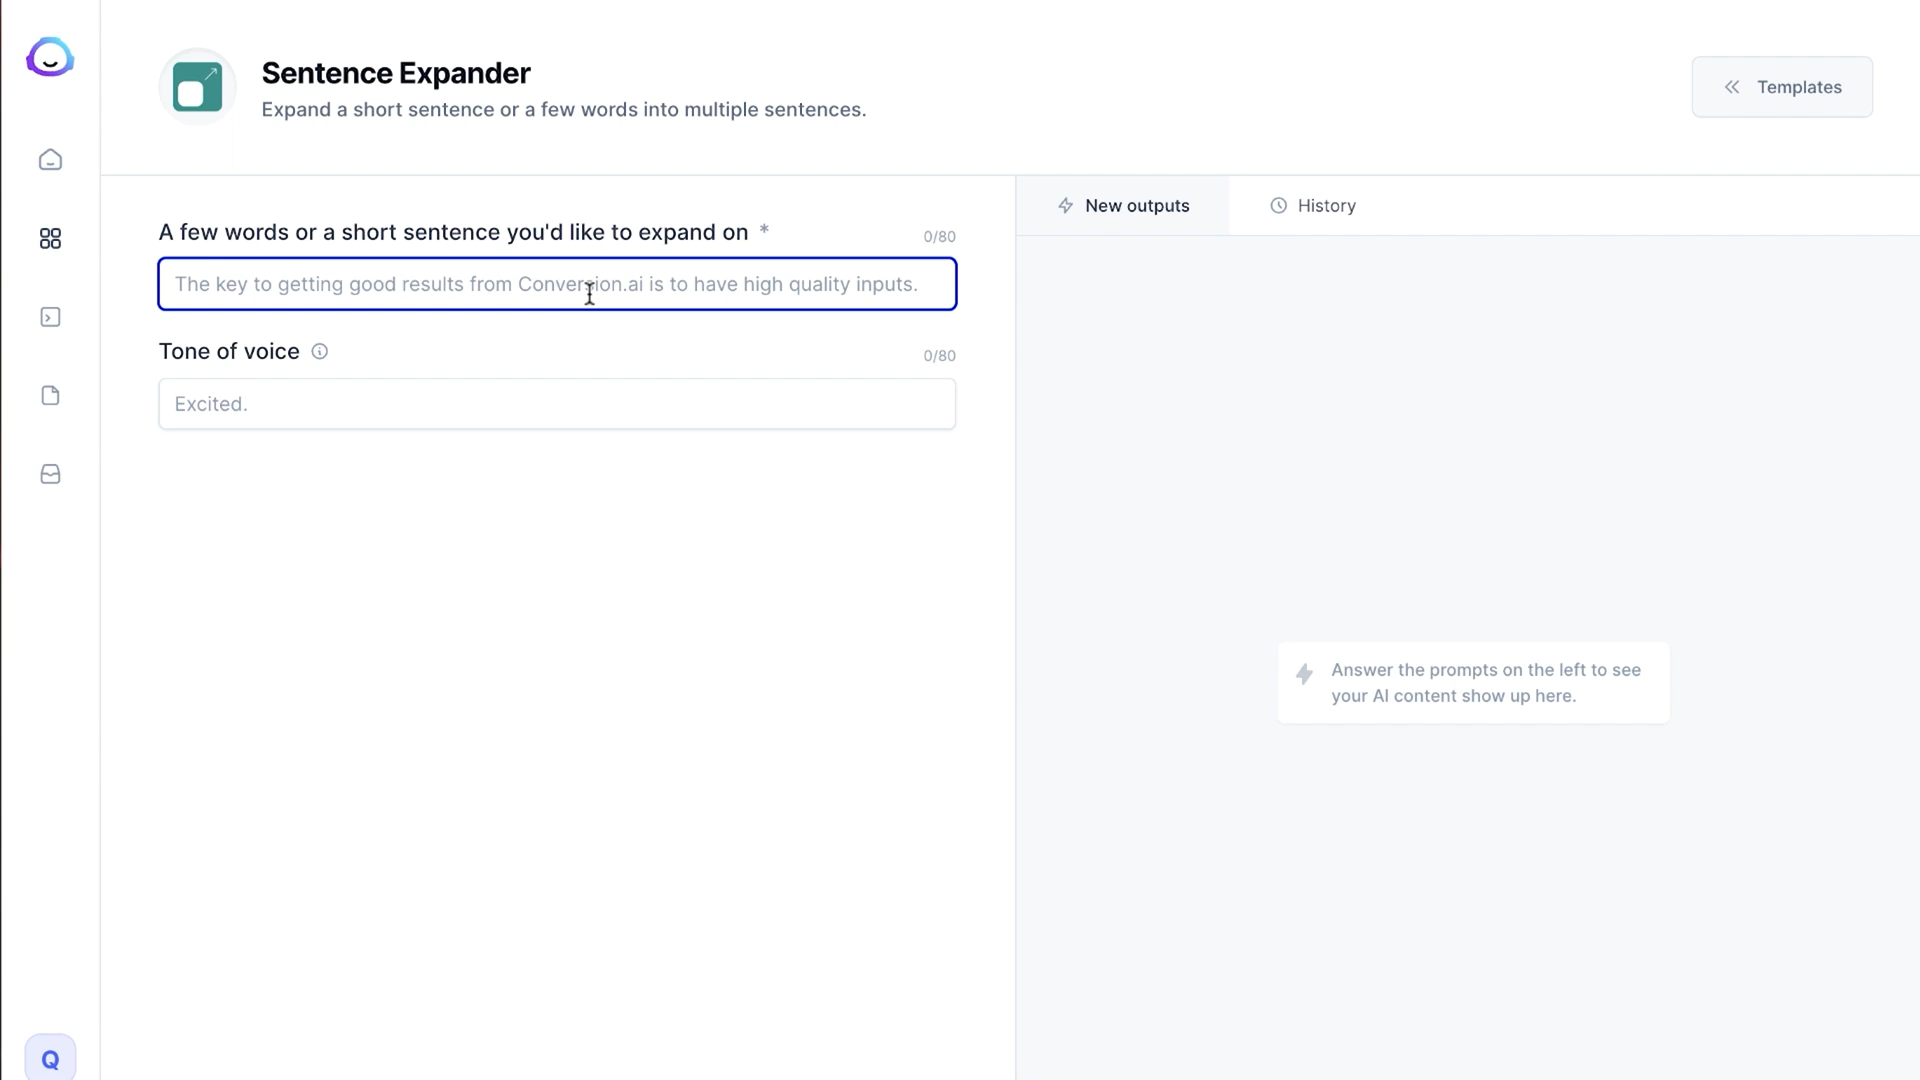 Sentence Expander
Expand a short sentence or a few words into multiple sentences.
Templates
A few words or a short sentence you'd like to expand on *
0/80
The key to getting good results from Conversion.ai is to have high quality inputs.
Tone of voice
0/80
Excited.
New outputs
History
Answer the prompts on the left to see
your AI content show up here.
Q